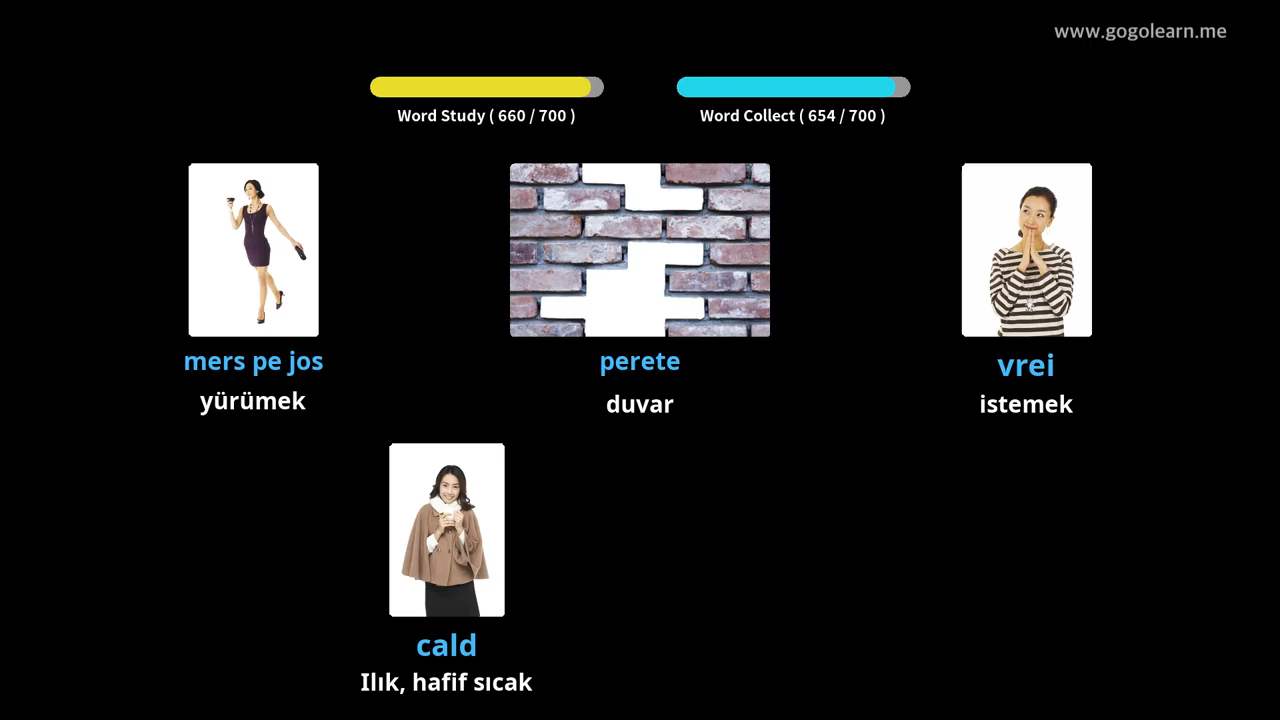 www.gogolearn.me
Word Study ( 660 / 700 )
Word Collect ( 654 / 700 )
mers pe jos
yürümek
perete
duvar
vrei
istemek
cald
Ilık, hafif sıcak